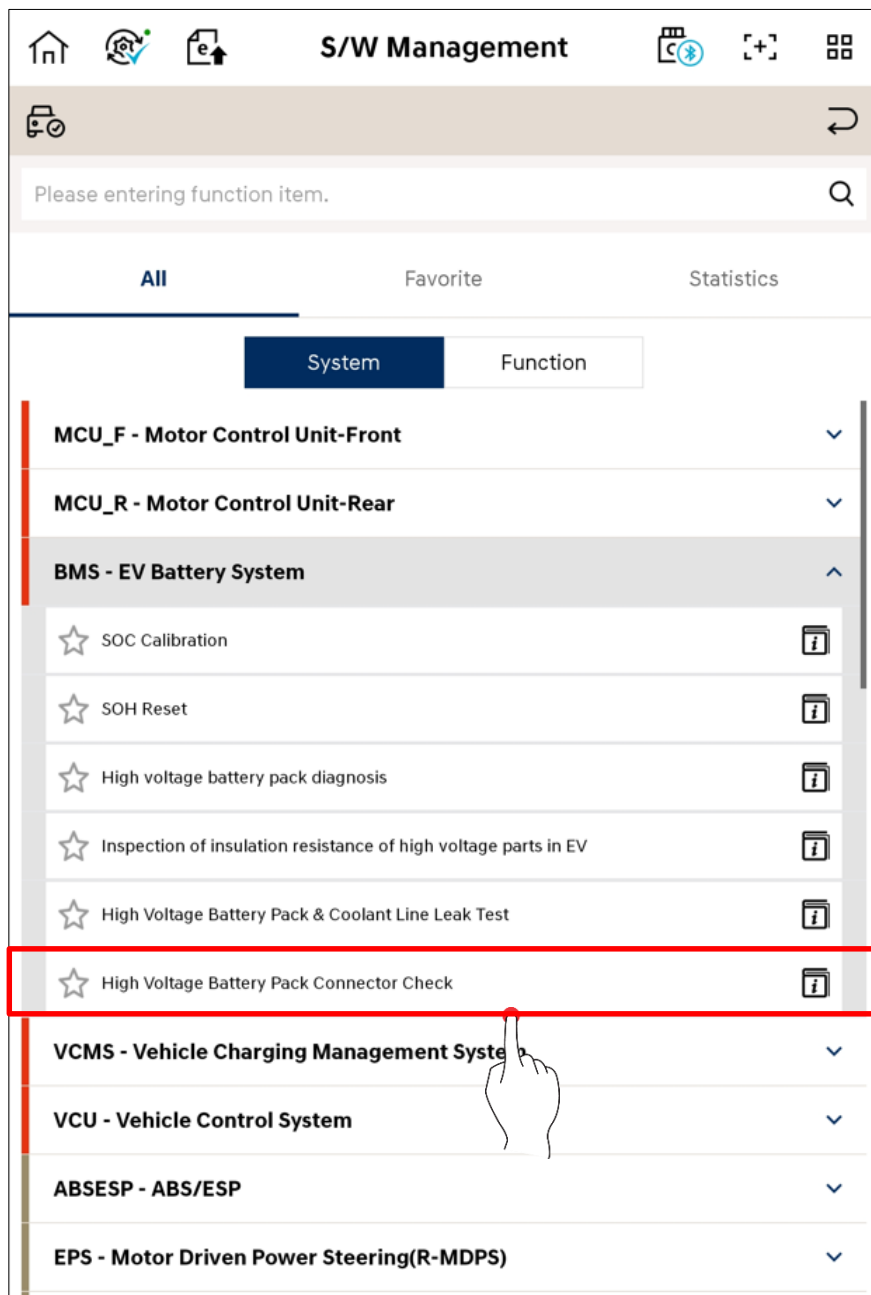 S/W Management
Please entering function item.
All Favorite Statistics
System Function
MCU_F - Motor Control Unit-Front
MCU_R - Motor Control Unit-Rear
BMS - EV Battery System
SOC Calibration
SOH Reset
High voltage battery pack diagnosis
Inspection of insulation resistance of high voltage parts in EV
High Voltage Battery Pack & Coolant Line Leak Test
High Voltage Battery Pack Connector Check
VCMS - Vehicle Charging Management System
VCU - Vehicle Control System
ABSESP - ABS/ESP
EPS - Motor Driven Power Steering(R-MDPS)